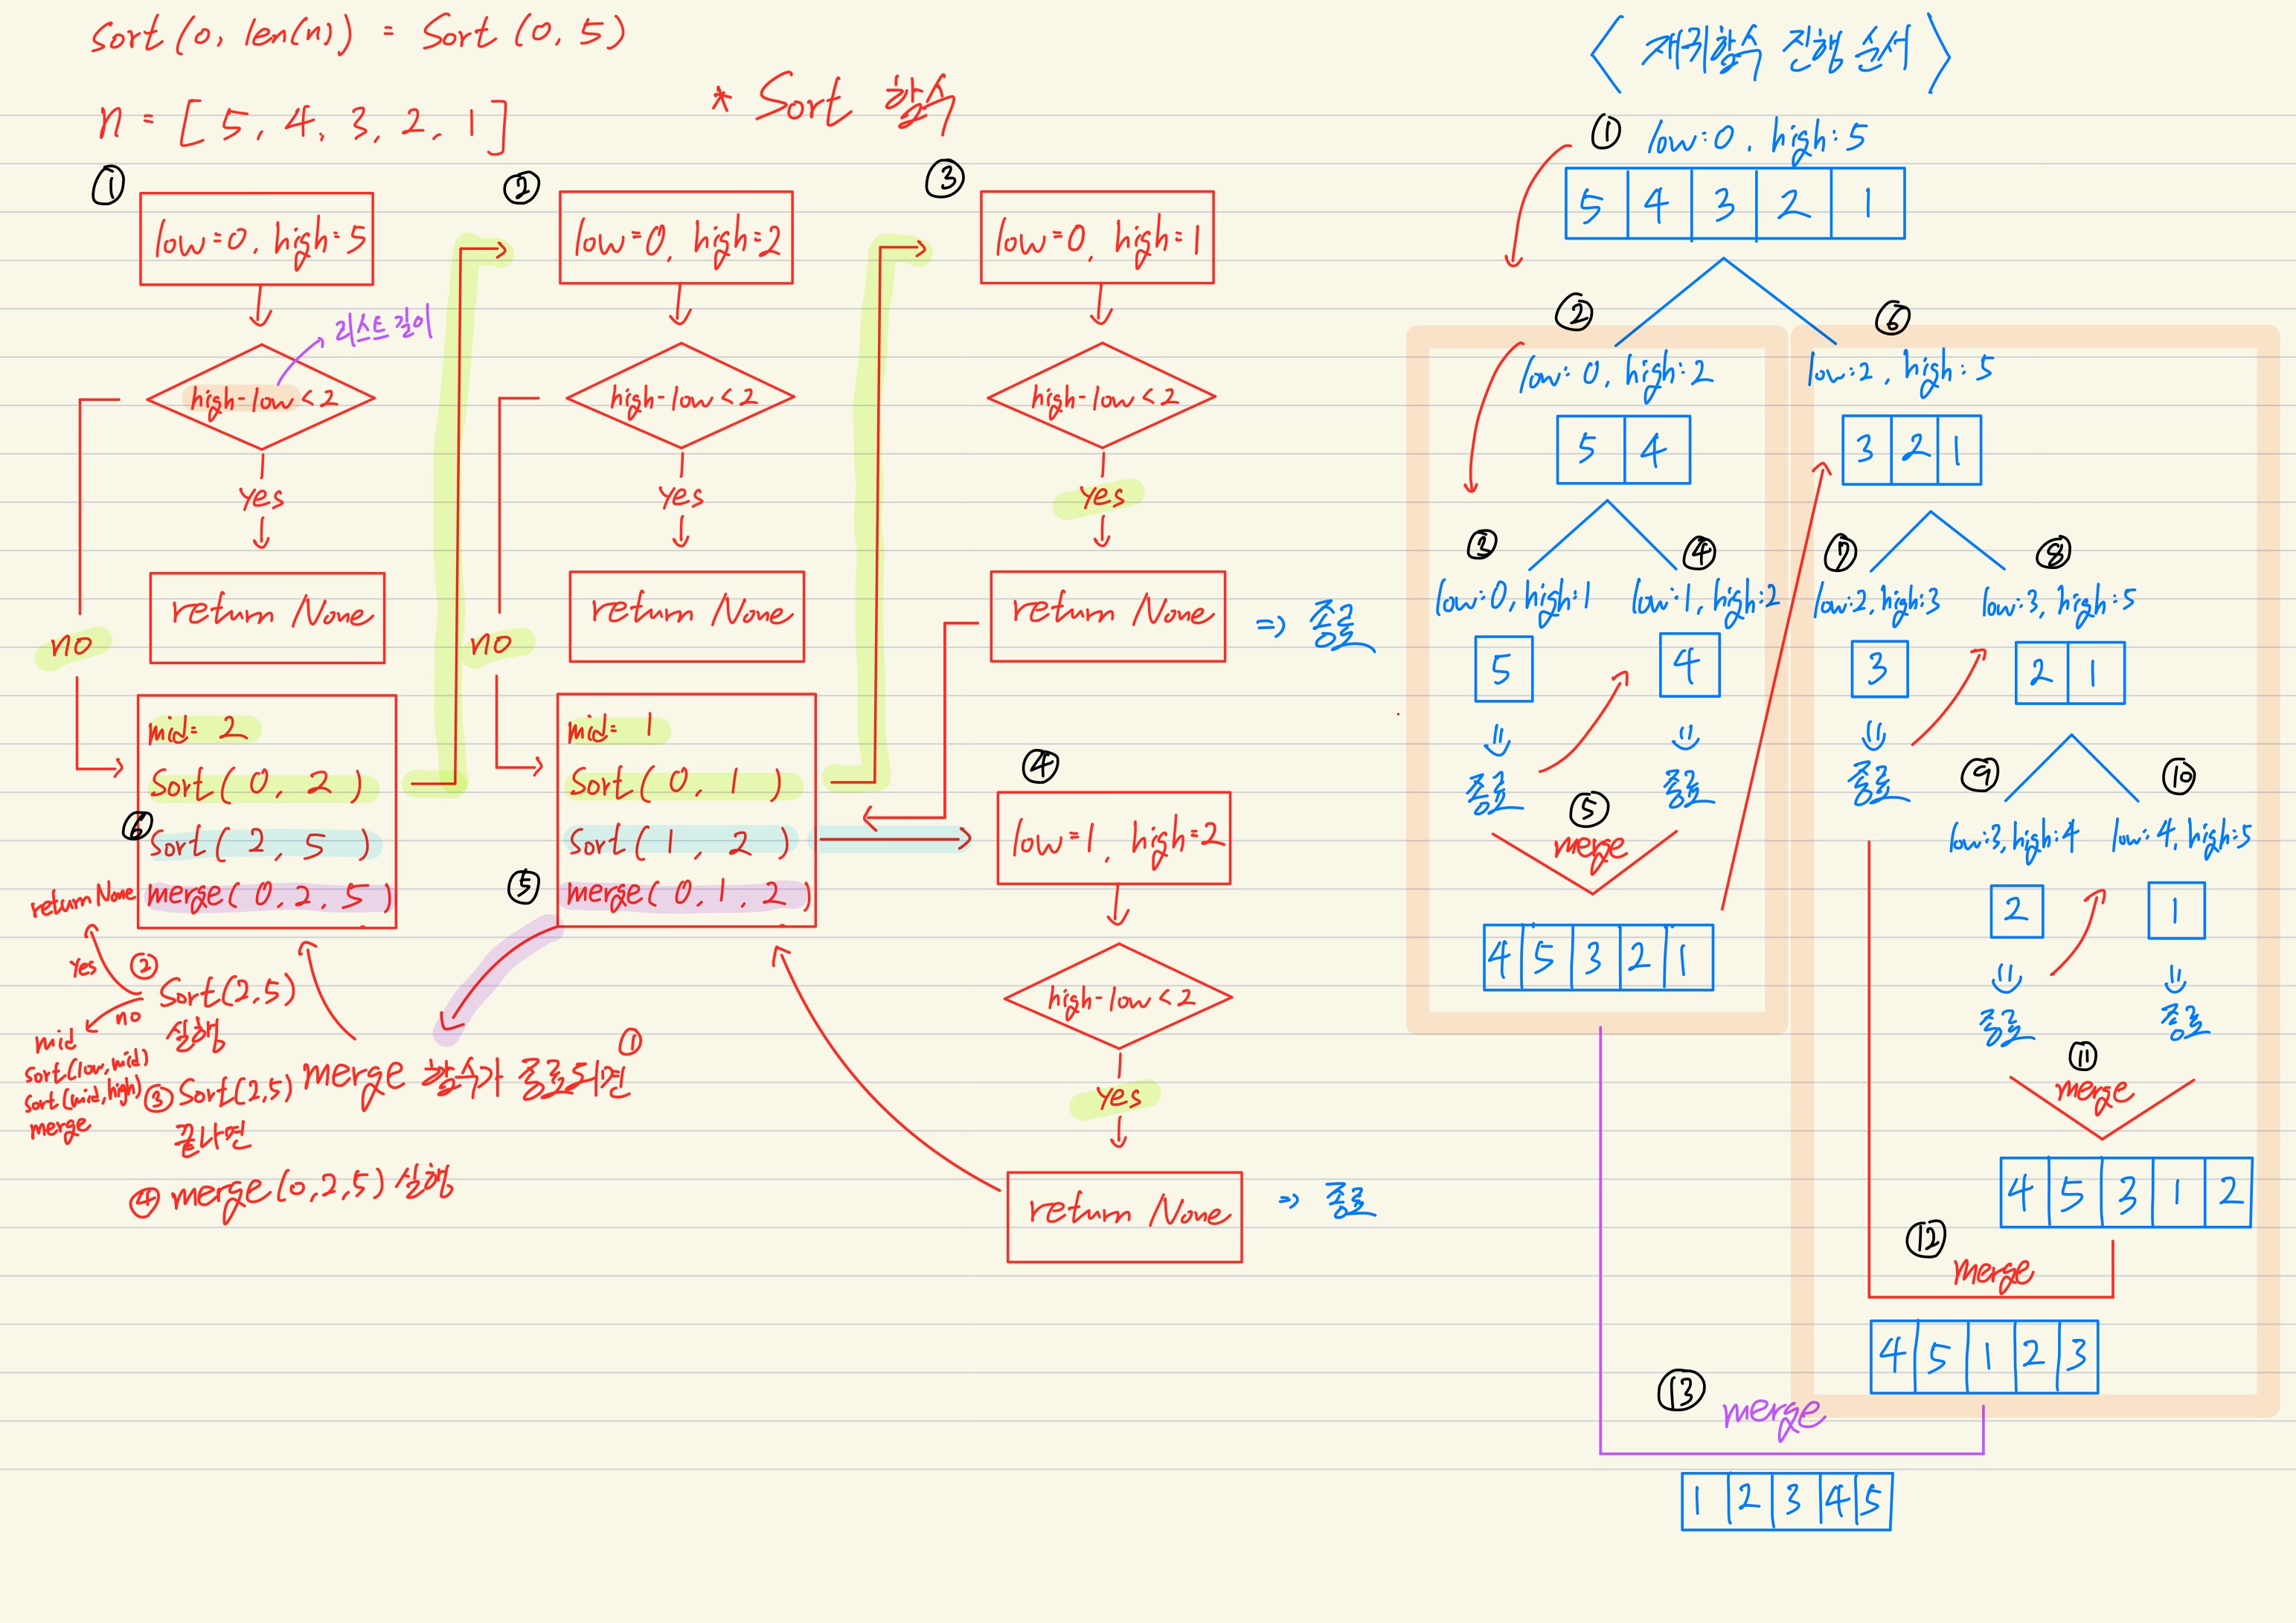 sort(0, len(n)) = Sort(0, 5)
n = [5, 4, 3, 2, 1]
* Sort 함수
①
low=0, high=5
리스트 길이
high-low<2
yes
return None
no
mid= 2
Sort( 0, 2 )
⑥
Sort( 2, 5 )
merge( 0, 2, 5 )
②
low=0, high=2
high-low<2
yes
return None
no
mid= 1
Sort( 0, 1 )
Sort( 1, 2 )
⑤
merge( 0, 1, 2 )
③
low=0, high=1
high-low<2
yes
return None
=> 종료
④
low=1, high=2
high-low<2
yes
return None
=> 종료
① merge 함수가 종료되면
② Sort(2,5)
실행
yes
return None
no
mid
Sort(low, mid)
Sort(mid, high)
merge
③ Sort(2,5)
끝나면
④ merge(0,2,5) 실행
<재귀함수 진행 순서>
① low:0, high:5
5 4 3 2 1
②
low:0, high:2
5 4
③
low:0, high:1
5
종료
④
low:1, high:2
4
종료
⑤
merge
4 5 3 2 1
⑥
low:2, high:5
3 2 1
⑦
low:2, high:3
3
종료
⑧
low:3, high:5
2 1
⑨
low:3, high:4
2
종료
⑩
low:4, high:5
1
종료
⑪
merge
4 5 3 1 2
⑫
merge
4 5 1 2 3
⑬
merge
1 2 3 4 5